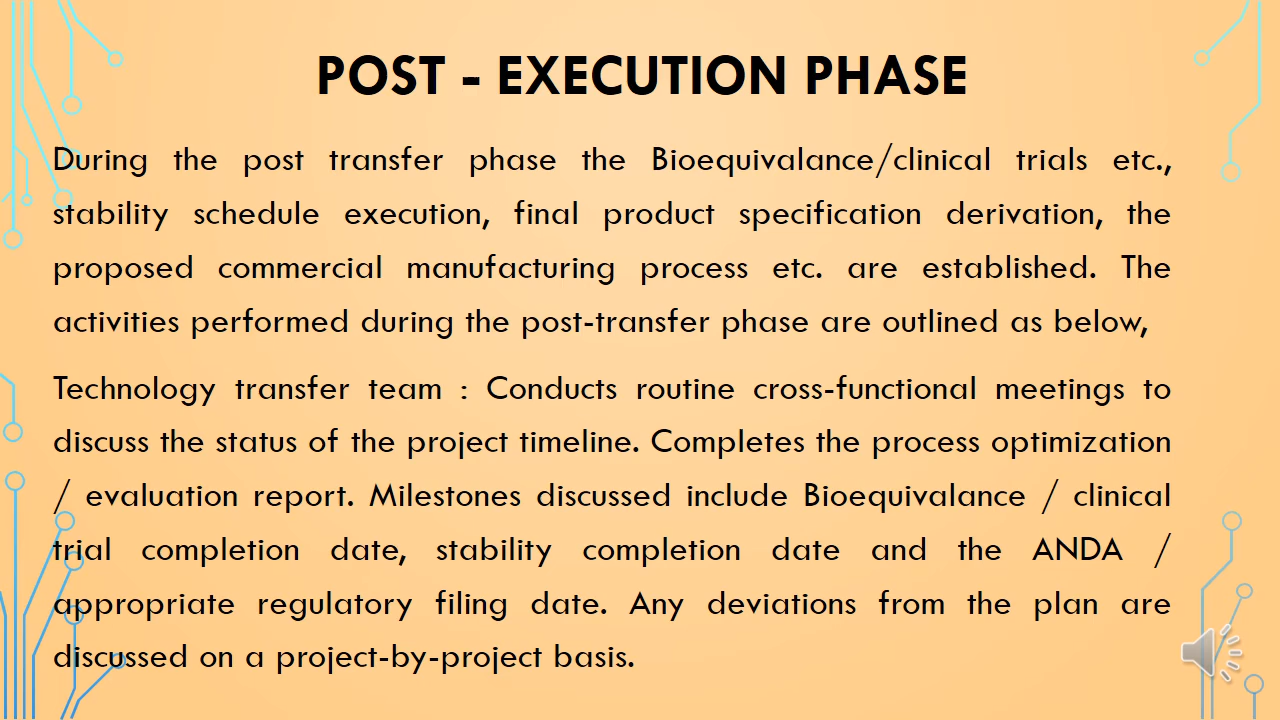 POST - EXECUTION PHASE
During the post transfer phase the Bioequivalance/clinical trials etc.,
stability schedule execution, final product specification derivation, the
proposed commercial manufacturing process etc. are established. The
activities performed during the post-transfer phase are outlined as below,
Technology transfer team : Conducts routine cross-functional meetings to
discuss the status of the project timeline. Completes the process optimization
/ evaluation report. Milestones discussed include Bioequivalance / clinical
trial completion date, stability completion date and the ANDA /
appropriate regulatory filing date. Any deviations from the plan are
discussed on a project-by-project basis.